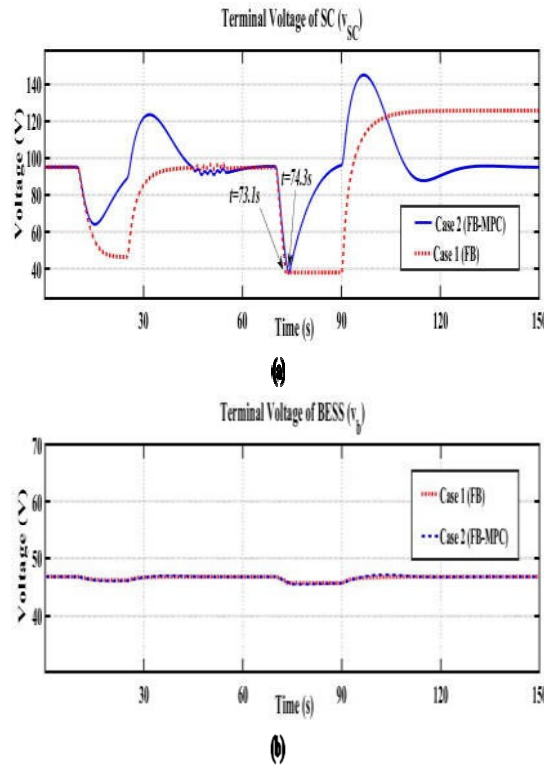 Terminal Voltage of SC (v_SC)
Voltage (V)
140
120
100
80
60
40
t=73.1s
t=74.3s
Case 2 (FB-MPC)
Case 1 (FB)
30
60
90
120
150
Time (s)
(a)
Terminal Voltage of BESS (v_b)
Voltage (V)
70
60
50
40
Case 1 (FB)
Case 2 (FB-MPC)
30
60
90
120
150
Time (s)
(b)